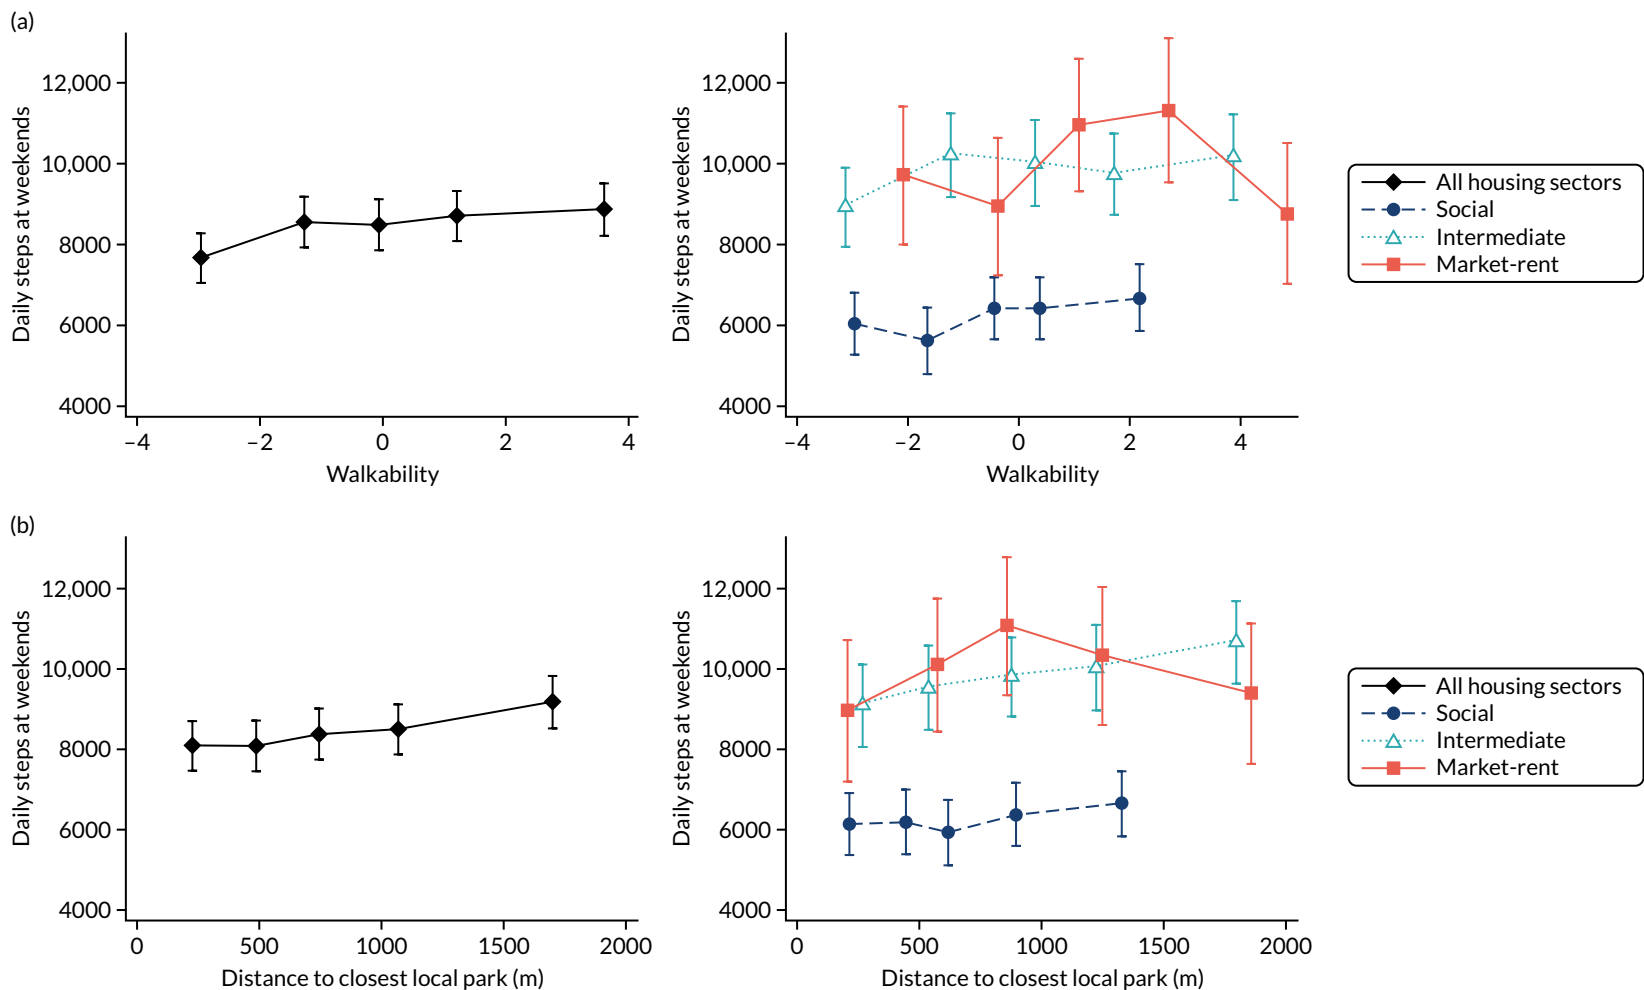 (a)
Daily steps at weekends
12,000
10,000
8000
6000
4000
−4
−2
0
2
4
Walkability
Daily steps at weekends
12,000
10,000
8000
6000
4000
−4
−2
0
2
4
Walkability
All housing sectors
Social
Intermediate
Market-rent
(b)
Daily steps at weekends
12,000
10,000
8000
6000
4000
0
500
1000
1500
2000
Distance to closest local park (m)
Daily steps at weekends
12,000
10,000
8000
6000
4000
0
500
1000
1500
2000
Distance to closest local park (m)
All housing sectors
Social
Intermediate
Market-rent